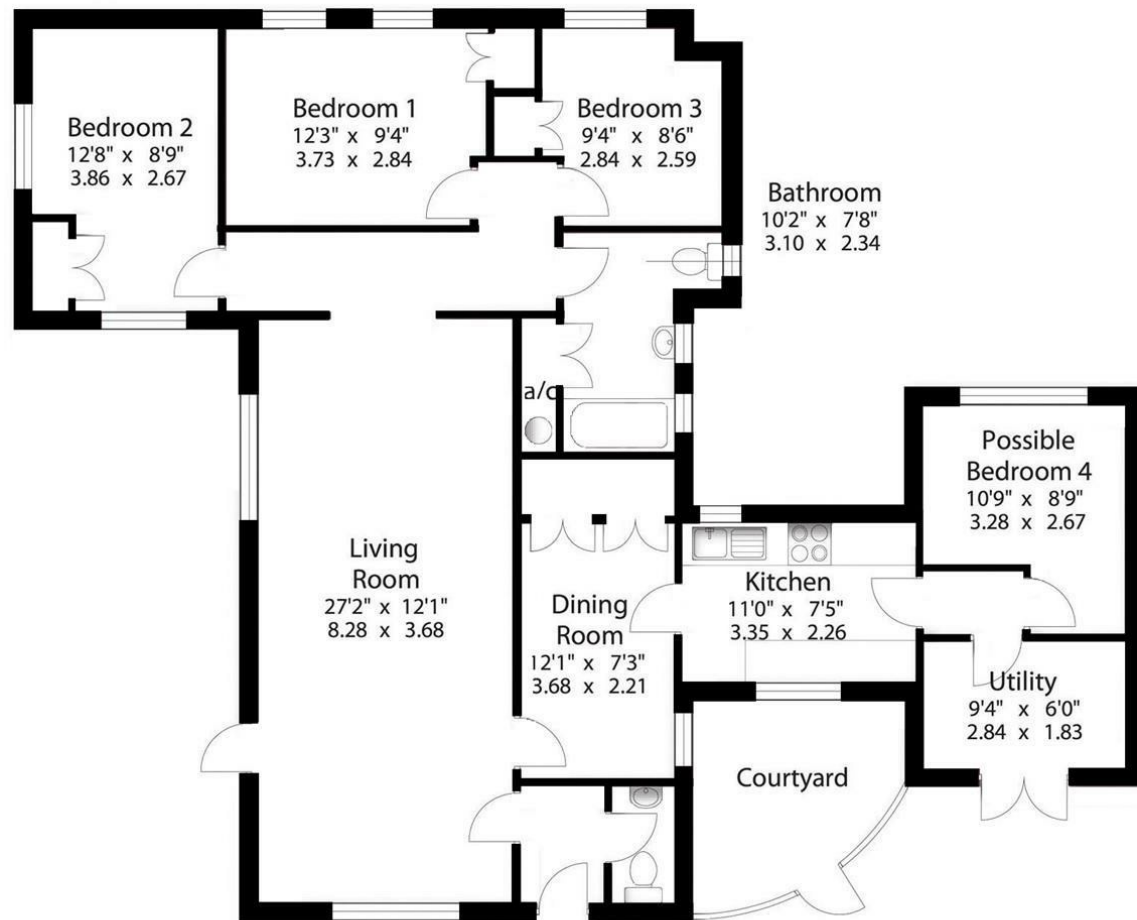 Bedroom 2
12'8" x 8'9"
3.86 x 2.67
Bedroom 1
12'3" x 9'4"
3.73 x 2.84
Bedroom 3
9'4" x 8'6"
2.84 x 2.59
Bathroom
10'2" x 7'8"
3.10 x 2.34
a/c
Living
Room
27'2" x 12'1"
8.28 x 3.68
Dining
Room
12'1" x 7'3"
3.68 x 2.21
Kitchen
11'0" x 7'5"
3.35 x 2.26
Possible
Bedroom 4
10'9" x 8'9"
3.28 x 2.67
Utility
9'4" x 6'0"
2.84 x 1.83
Courtyard